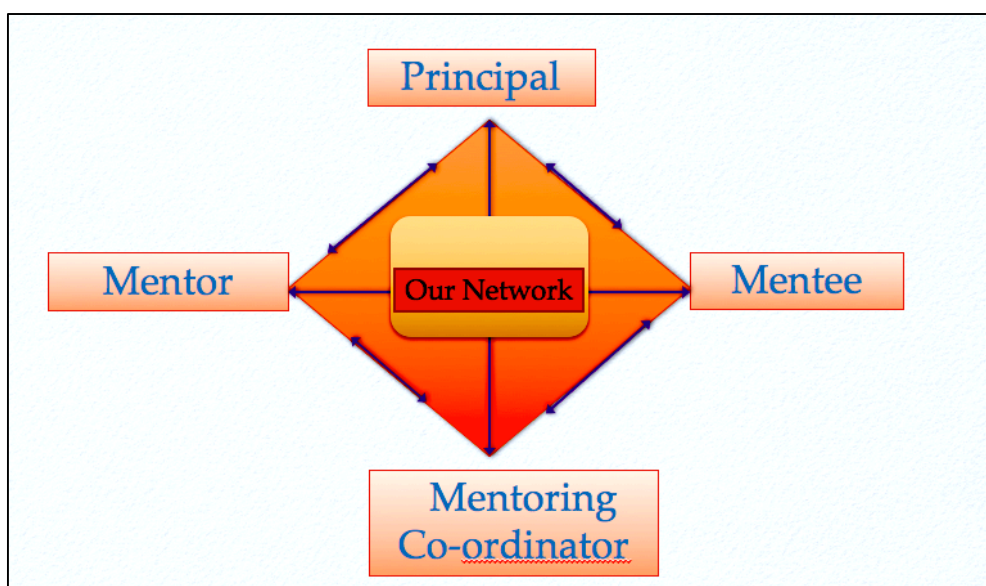 Principal
Mentor
Our Network
Mentee
Mentoring
Co-ordinator